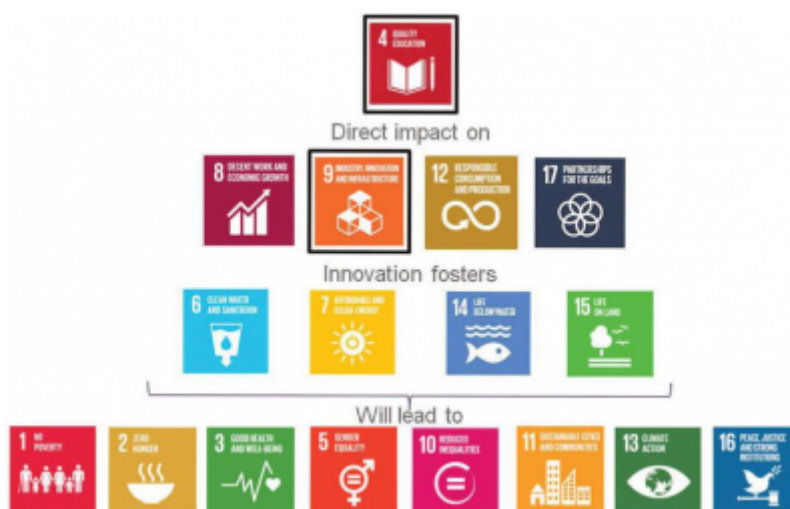 4 QUALITY
EDUCATION
Direct impact on
8 DECENT WORK AND
ECONOMIC GROWTH
9 INDUSTRY, INNOVATION
AND INFRASTRUCTURE
12 RESPONSIBLE
CONSUMPTION
AND PRODUCTION
17 PARTNERSHIPS
FOR THE GOALS
Innovation fosters
6 CLEAN WATER
AND SANITATION
7 AFFORDABLE AND
CLEAN ENERGY
14 LIFE
BELOW WATER
15 LIFE
ON LAND
Will lead to
1 NO
POVERTY
2 ZERO
HUNGER
3 GOOD HEALTH
AND WELL-BEING
5 GENDER
EQUALITY
10 REDUCED
INEQUALITIES
11 SUSTAINABLE CITIES
AND COMMUNITIES
13 CLIMATE
ACTION
16 PEACE, JUSTICE
AND STRONG
INSTITUTIONS